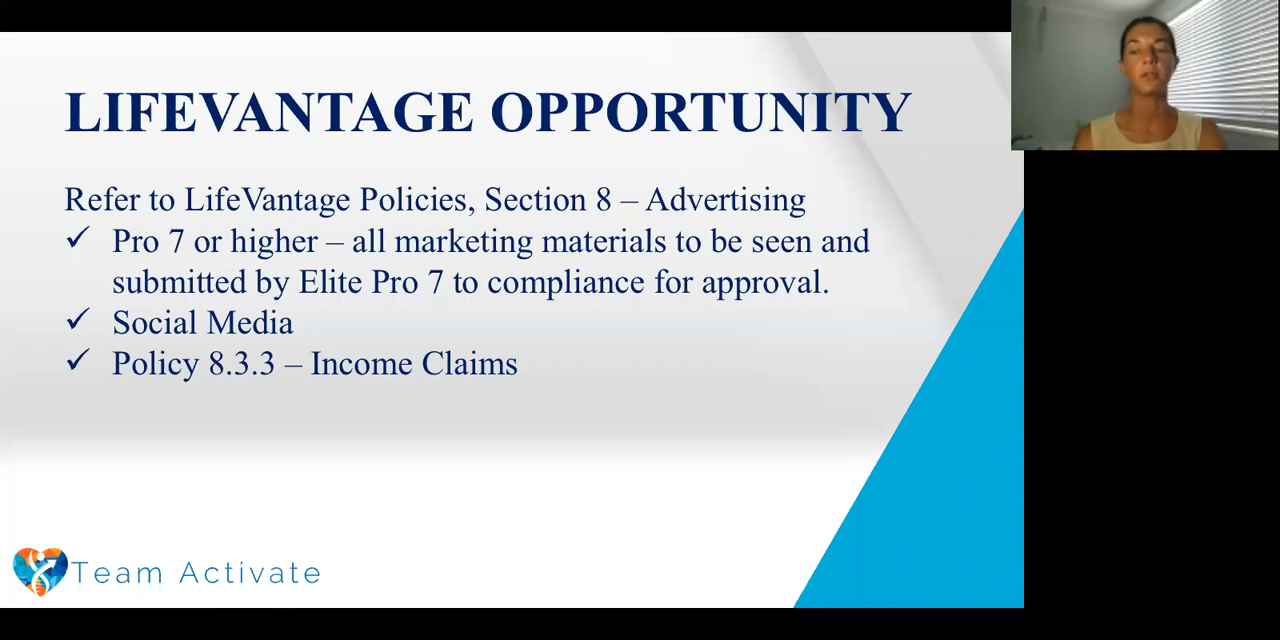 LIFEVANTAGE OPPORTUNITY
Refer to LifeVantage Policies, Section 8 – Advertising
✓ Pro 7 or higher – all marketing materials to be seen and
submitted by Elite Pro 7 to compliance for approval.
✓ Social Media
✓ Policy 8.3.3 – Income Claims
Team Activate